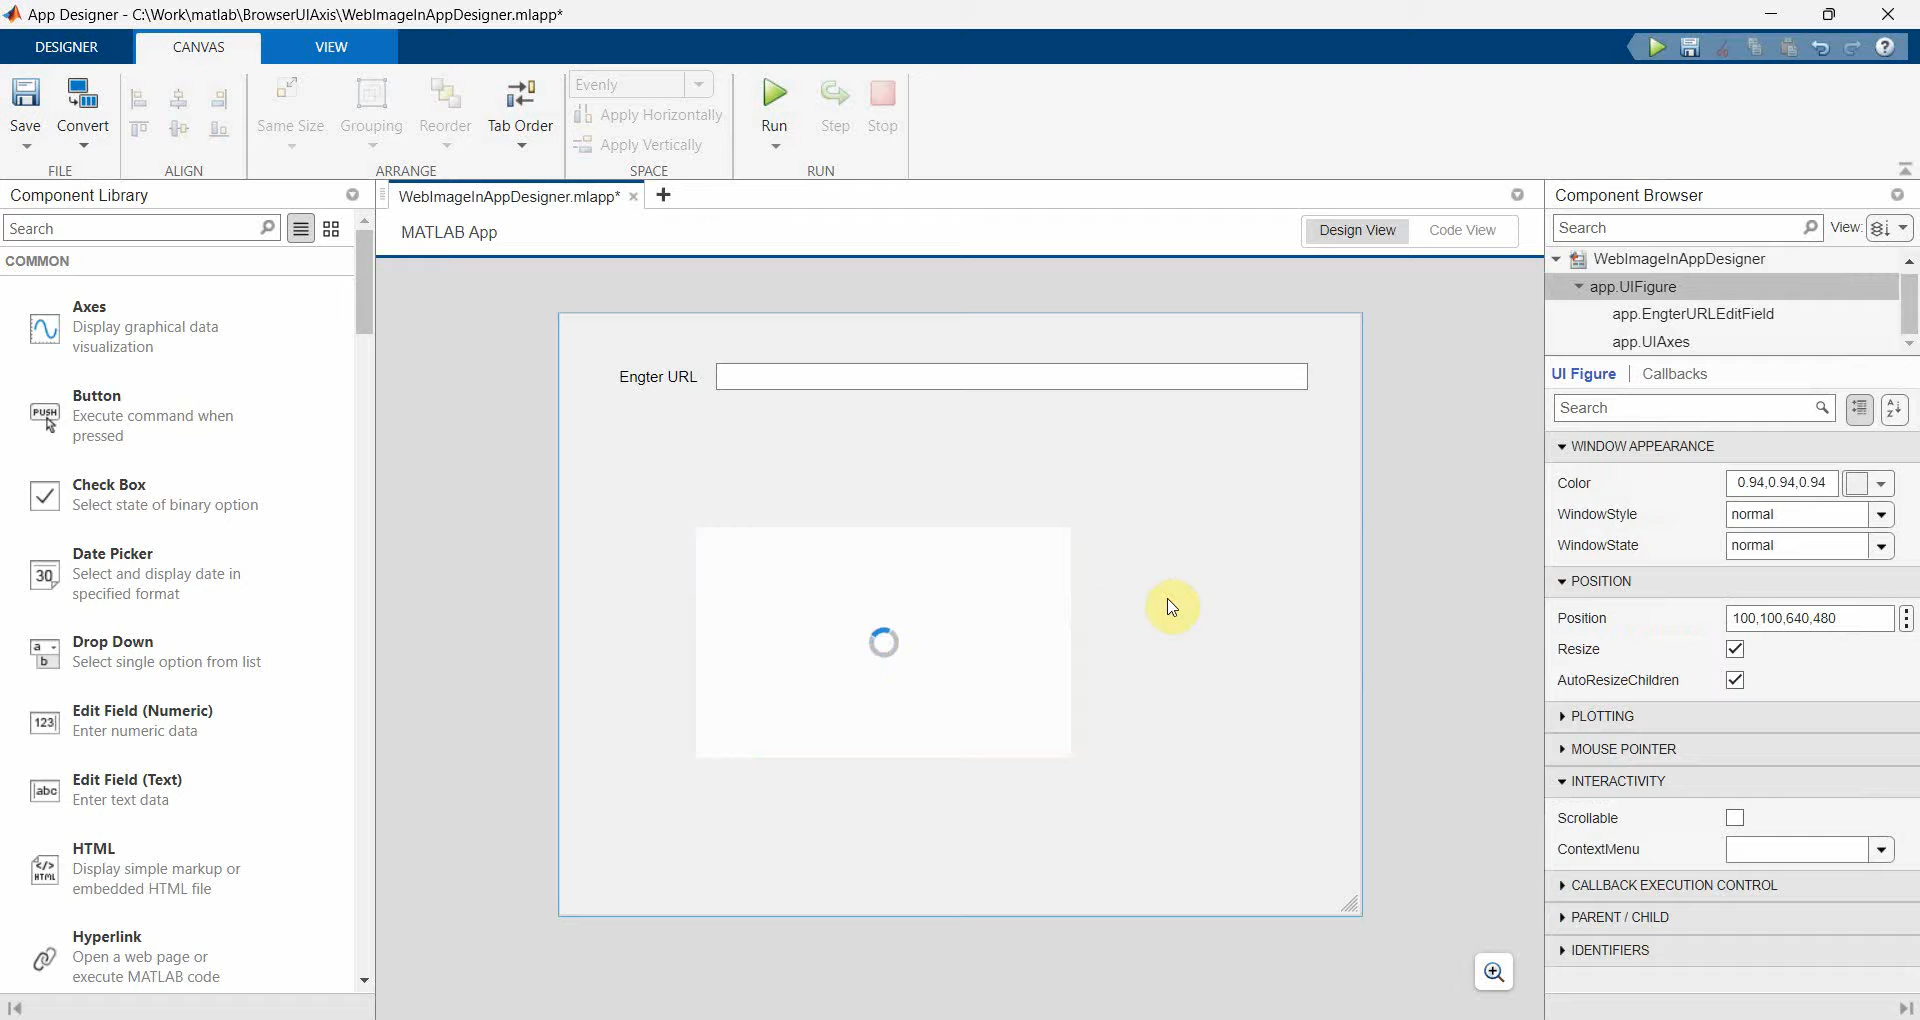 App Designer - C:\Work\matlab\BrowserUIAxis\WebImageInAppDesigner.mlapp*
DESIGNER
CANVAS
VIEW
Save
Convert
Same Size
Grouping
Reorder
Tab Order
Evenly
Apply Horizontally
Apply Vertically
Run
Step
Stop
FILE
ALIGN
ARRANGE
SPACE
RUN
Component Library
Search
COMMON
Axes
Display graphical data
visualization
PUSH
Button
Execute command when
pressed
Check Box
Select state of binary option
30
Date Picker
Select and display date in
specified format
a
b
Drop Down
Select single option from list
123
Edit Field (Numeric)
Enter numeric data
abc
Edit Field (Text)
Enter text data
</>
HTML
HTML
Display simple markup or
embedded HTML file
Hyperlink
Open a web page or
execute MATLAB code
WebImageInAppDesigner.mlapp*
MATLAB App
Design View
Code View
Engter URL
Component Browser
Search
View:
WebImageInAppDesigner
app.UIFigure
app.EngterURLEditField
app.UIAxes
UI Figure
Callbacks
Search
A
Z
WINDOW APPEARANCE
Color
0.94,0.94,0.94
WindowStyle
normal
WindowState
normal
POSITION
Position
100,100,640,480
Resize
AutoResizeChildren
PLOTTING
MOUSE POINTER
INTERACTIVITY
Scrollable
ContextMenu
CALLBACK EXECUTION CONTROL
PARENT / CHILD
IDENTIFIERS